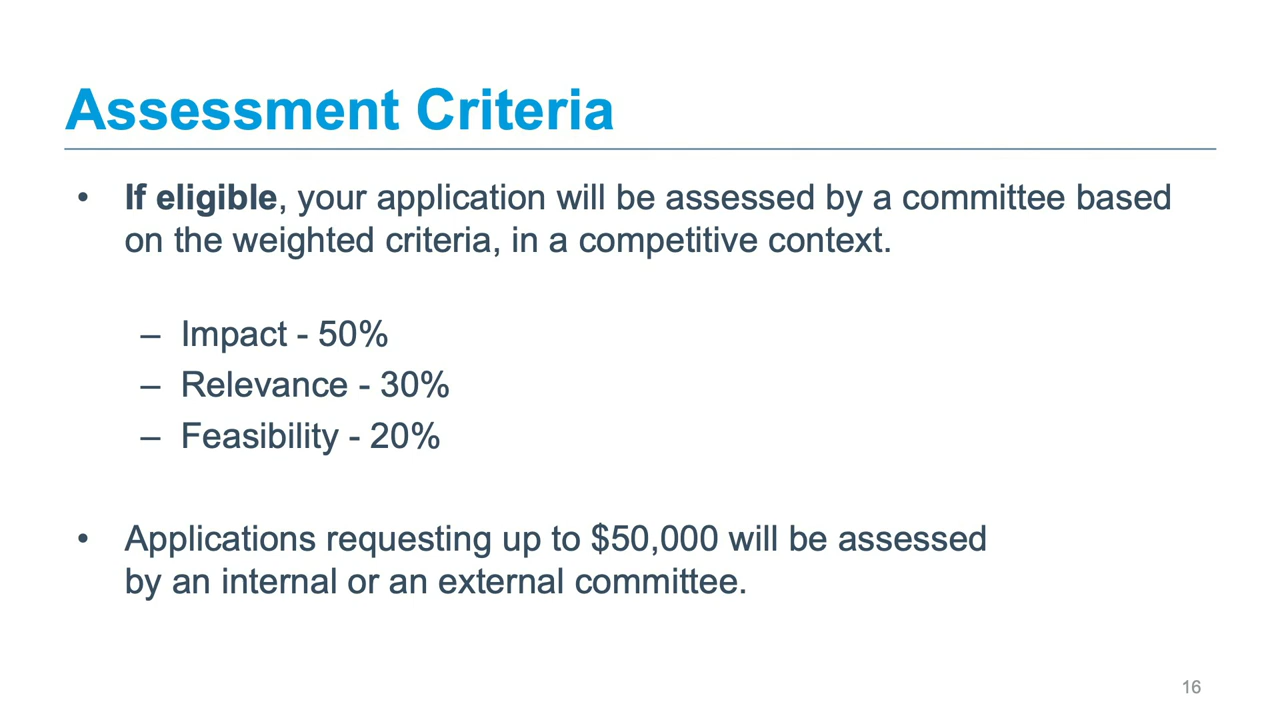 Assessment Criteria
• If eligible, your application will be assessed by a committee based
on the weighted criteria, in a competitive context.
– Impact - 50%
– Relevance - 30%
– Feasibility - 20%
• Applications requesting up to $50,000 will be assessed
by an internal or an external committee.
16